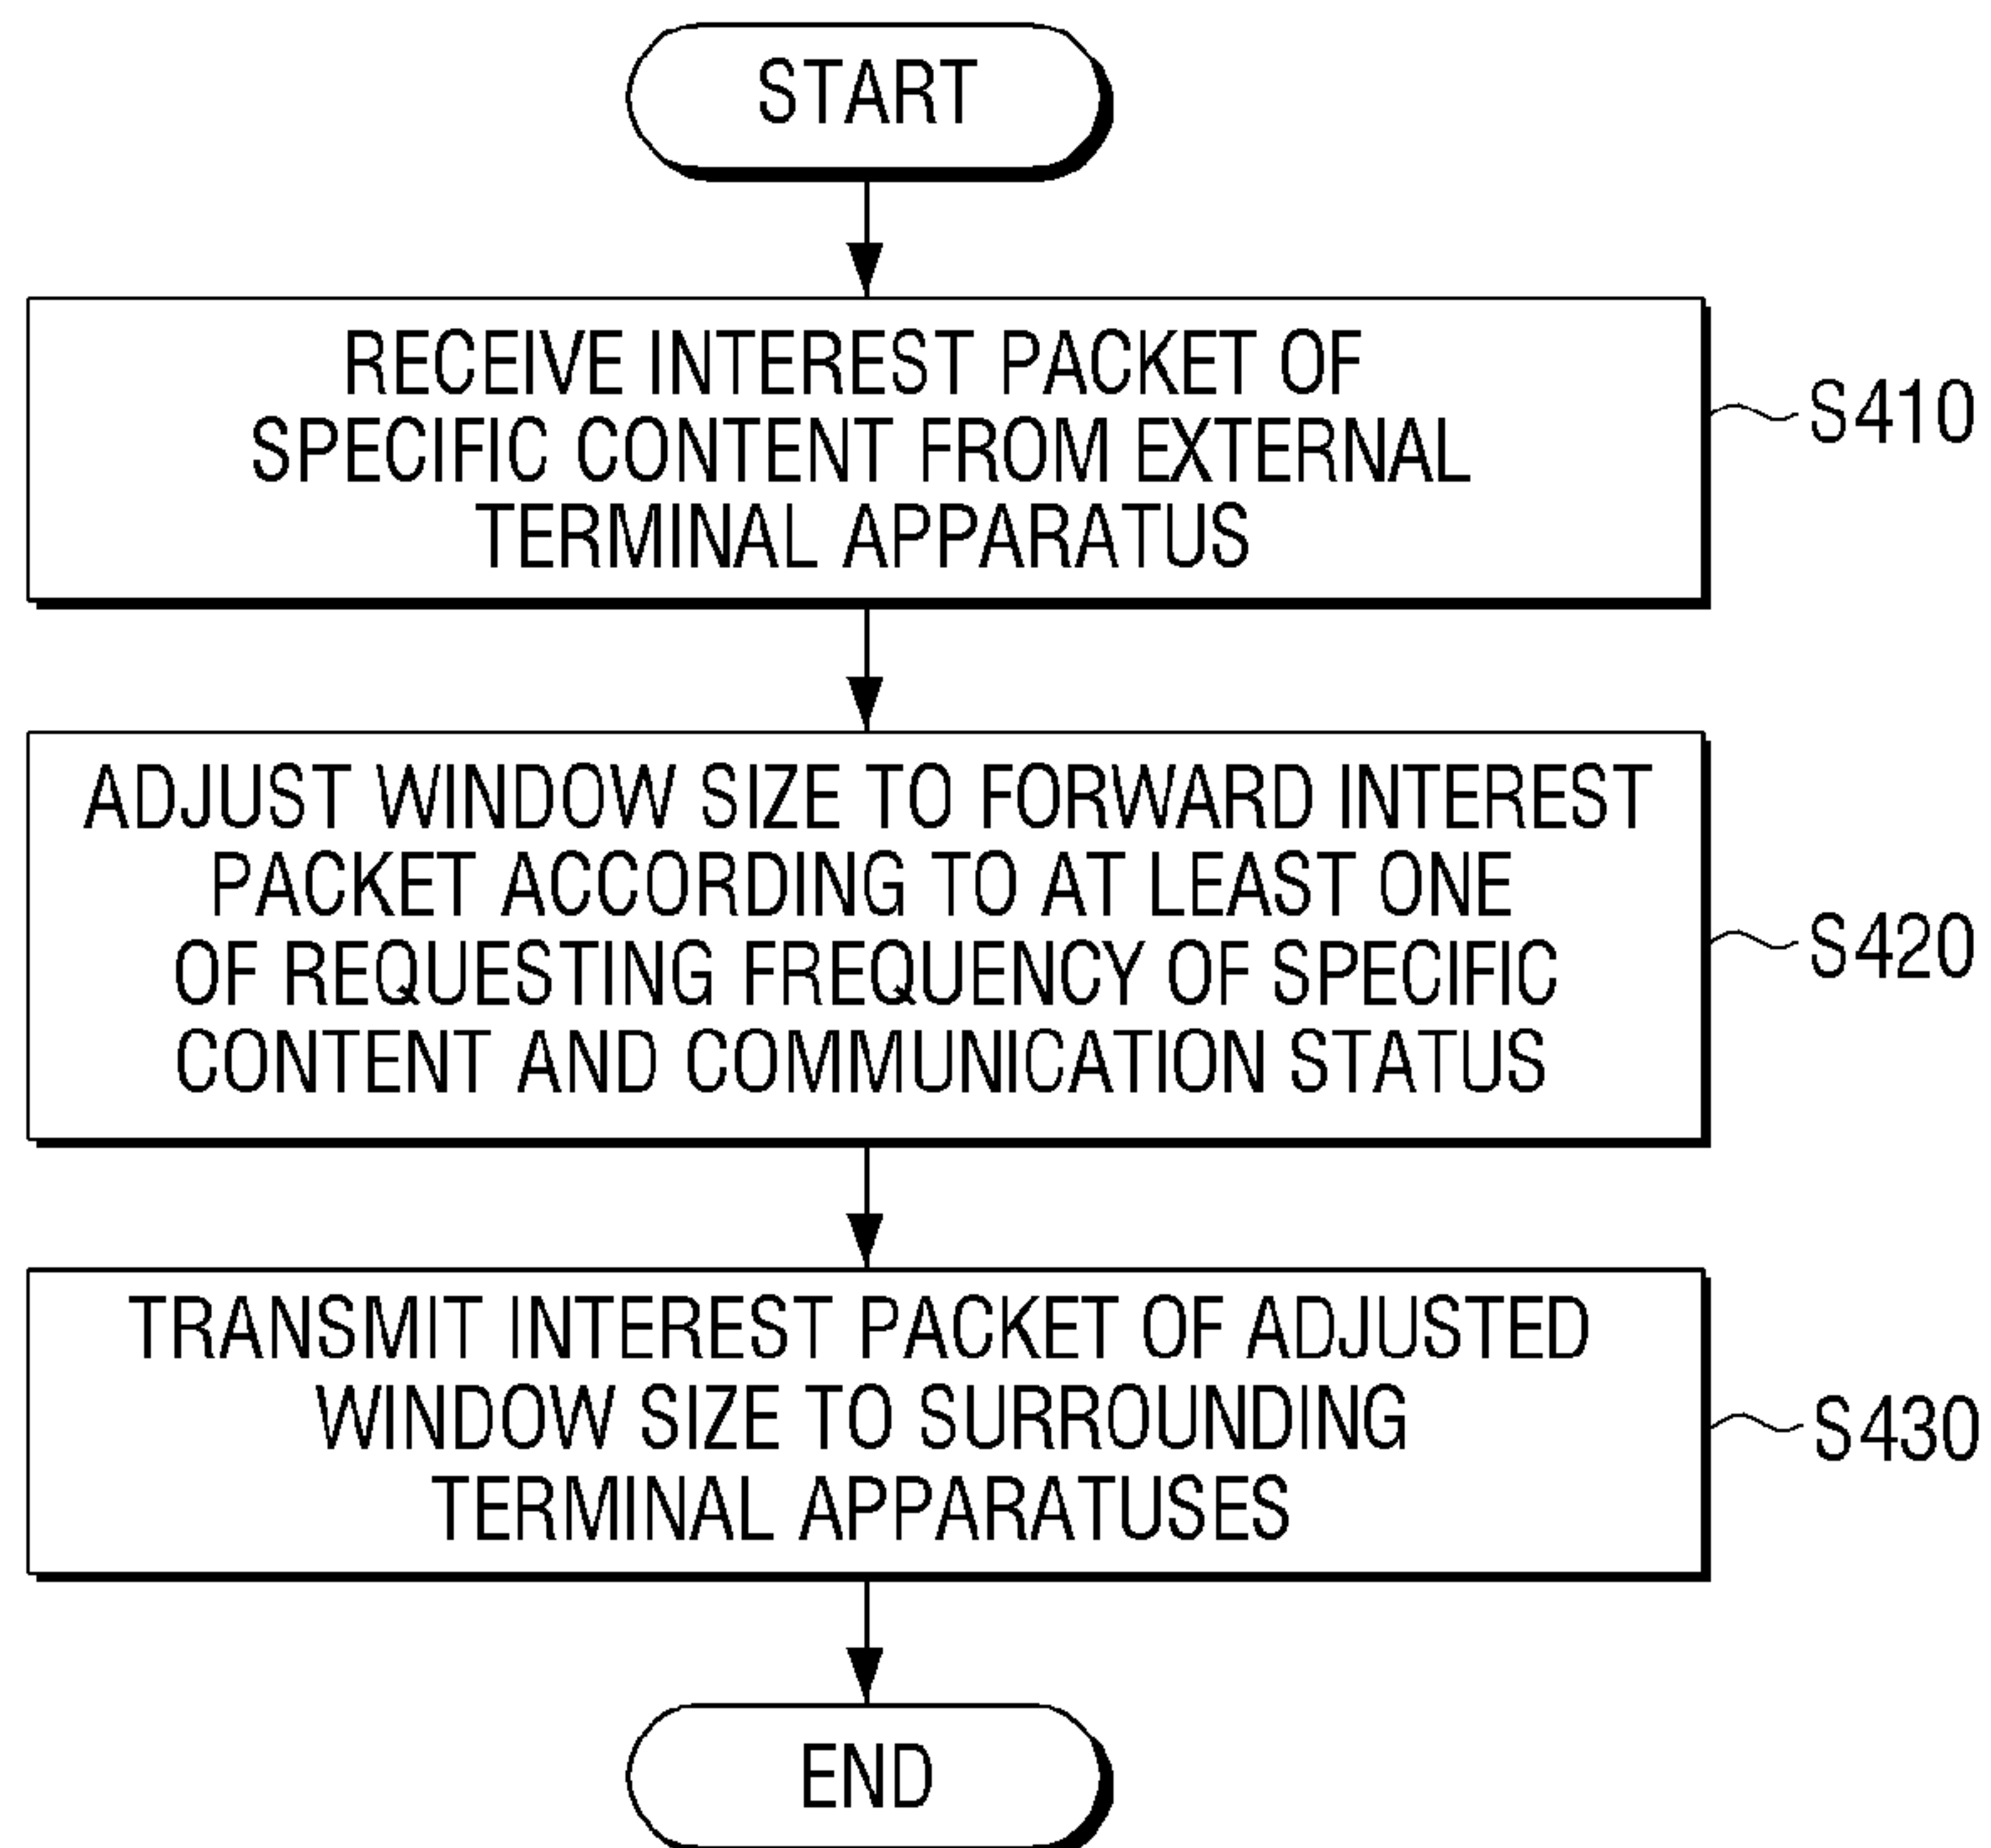 START
RECEIVE INTEREST PACKET OF
SPECIFIC CONTENT FROM EXTERNAL
TERMINAL APPARATUS
S410
ADJUST WINDOW SIZE TO FORWARD INTEREST
PACKET ACCORDING TO AT LEAST ONE
OF REQUESTING FREQUENCY OF SPECIFIC
CONTENT AND COMMUNICATION STATUS
S420
TRANSMIT INTEREST PACKET OF ADJUSTED
WINDOW SIZE TO SURROUNDING
TERMINAL APPARATUSES
S430
END